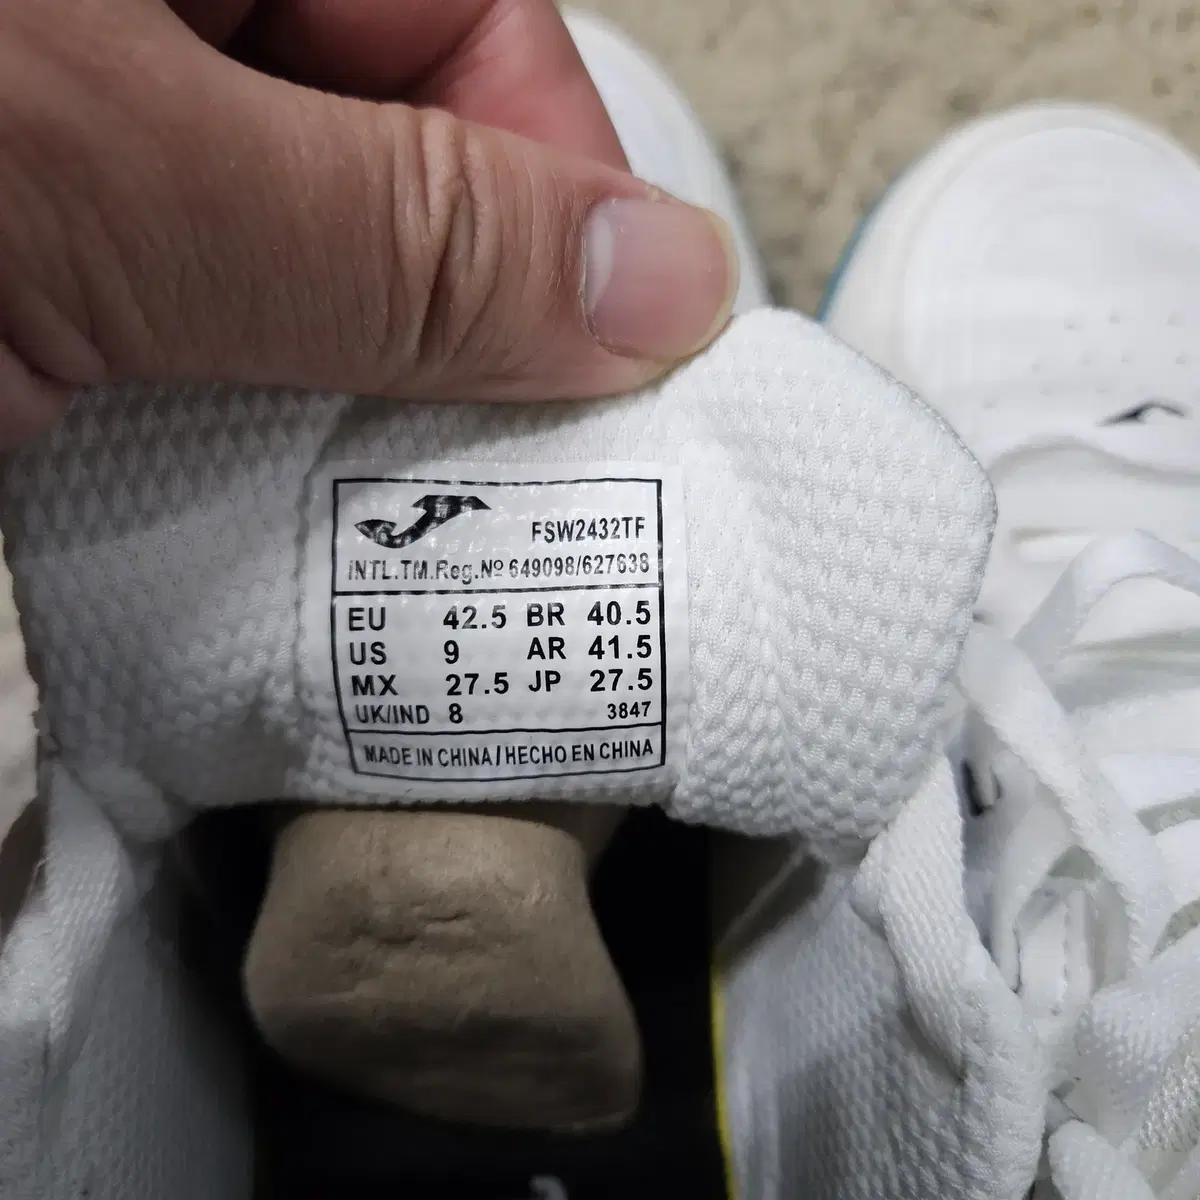 FSW2432TF
INTL.TM.Reg.Nº 649098/627638
EU 42.5 BR 40.5
US 9 AR 41.5
MX 27.5 JP 27.5
UK/IND 8 3847
MADE IN CHINA/HECHO EN CHINA